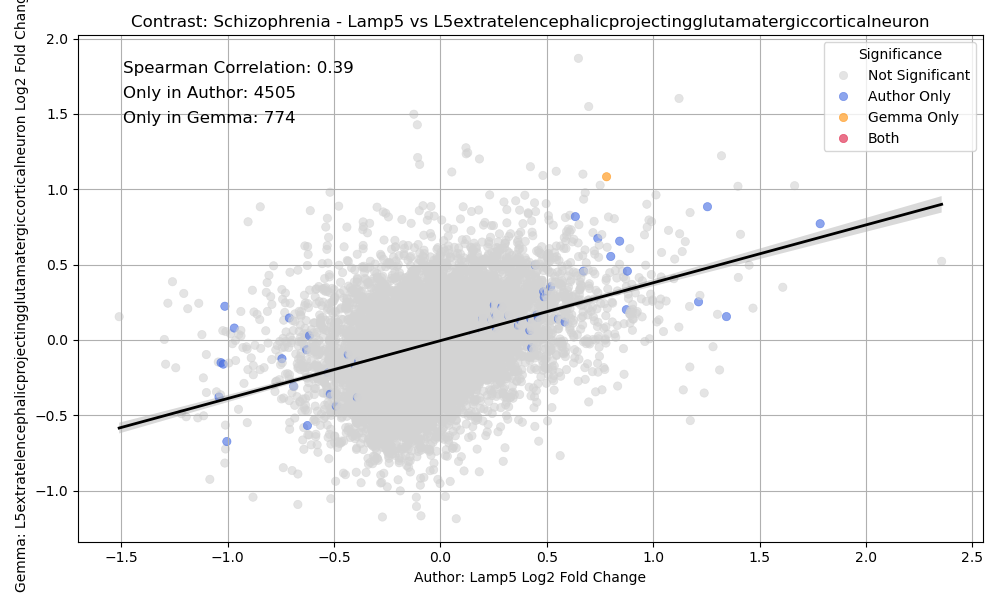 Contrast: Schizophrenia - Lamp5 vs L5extratelencephalicprojectingglutamatergiccorticalneuron
Gemma: L5extratelencephalicprojectingglutamatergiccorticalneuron Log2 Fold Chang
2.0
1.5
1.0
0.5
0.0
−0.5
−1.0
Spearman Correlation: 0.39
Only in Author: 4505
Only in Gemma: 774
Significance
Not Significant
Author Only
Gemma Only
Both
−1.5
−1.0
−0.5
0.0
0.5
1.0
1.5
2.0
2.5
Author: Lamp5 Log2 Fold Change